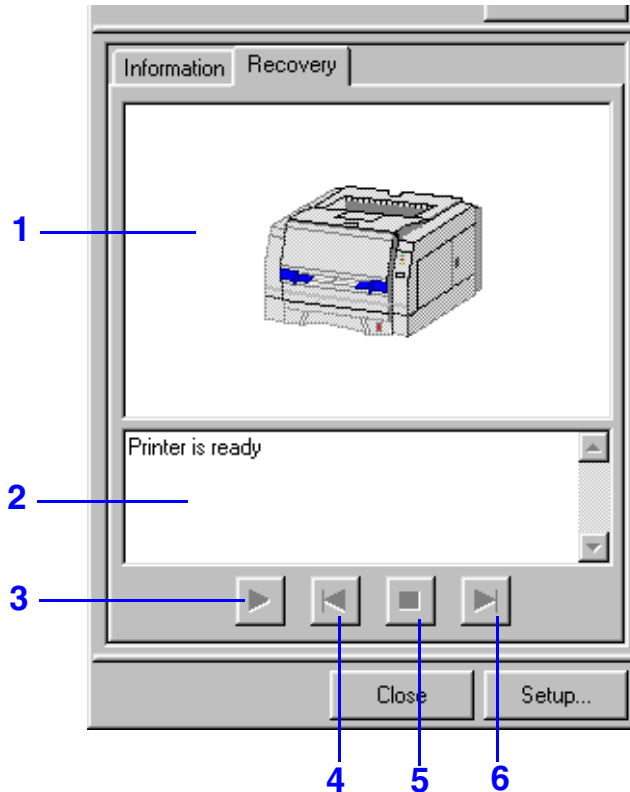 Information Recovery
1
Printer is ready
2
3
Close Setup...
4 5 6